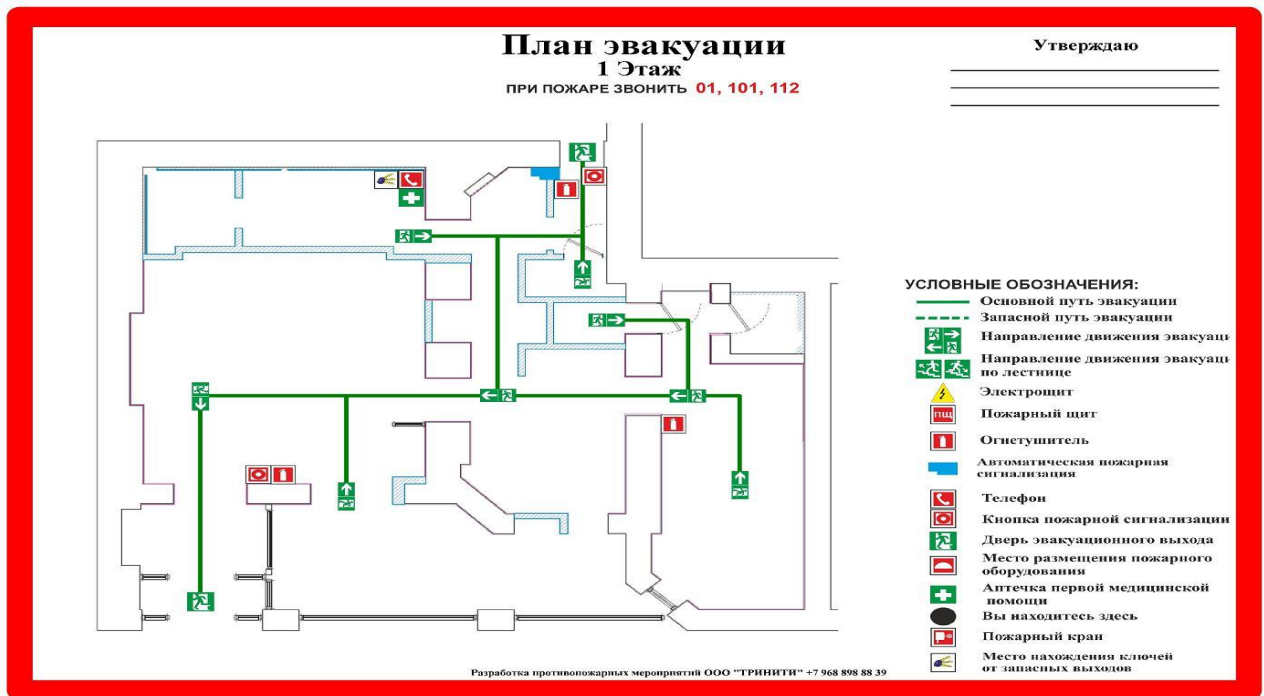 План эвакуации
1 Этаж
ПРИ ПОЖАРЕ ЗВОНИТЬ 01, 101, 112
Утверждаю
УСЛОВНЫЕ ОБОЗНАЧЕНИЯ:
Основной путь эвакуации
Запасной путь эвакуации
Направление движения эвакуаци
Направление движения эвакуаци
по лестнице
Электрощит
ПЩ Пожарный щит
Огнетушитель
Автоматическая пожарная
сигнализация
Телефон
Кнопка пожарной сигнализации
Дверь эвакуационного выхода
Место размещения пожарного
оборудования
Аптечка первой медицинской
помощи
Вы находитесь здесь
Пожарный кран
Место нахождения ключей
от запасных выходов
Разработка противопожарных мероприятий ООО "ТРИНИТИ" +7 968 898 88 39